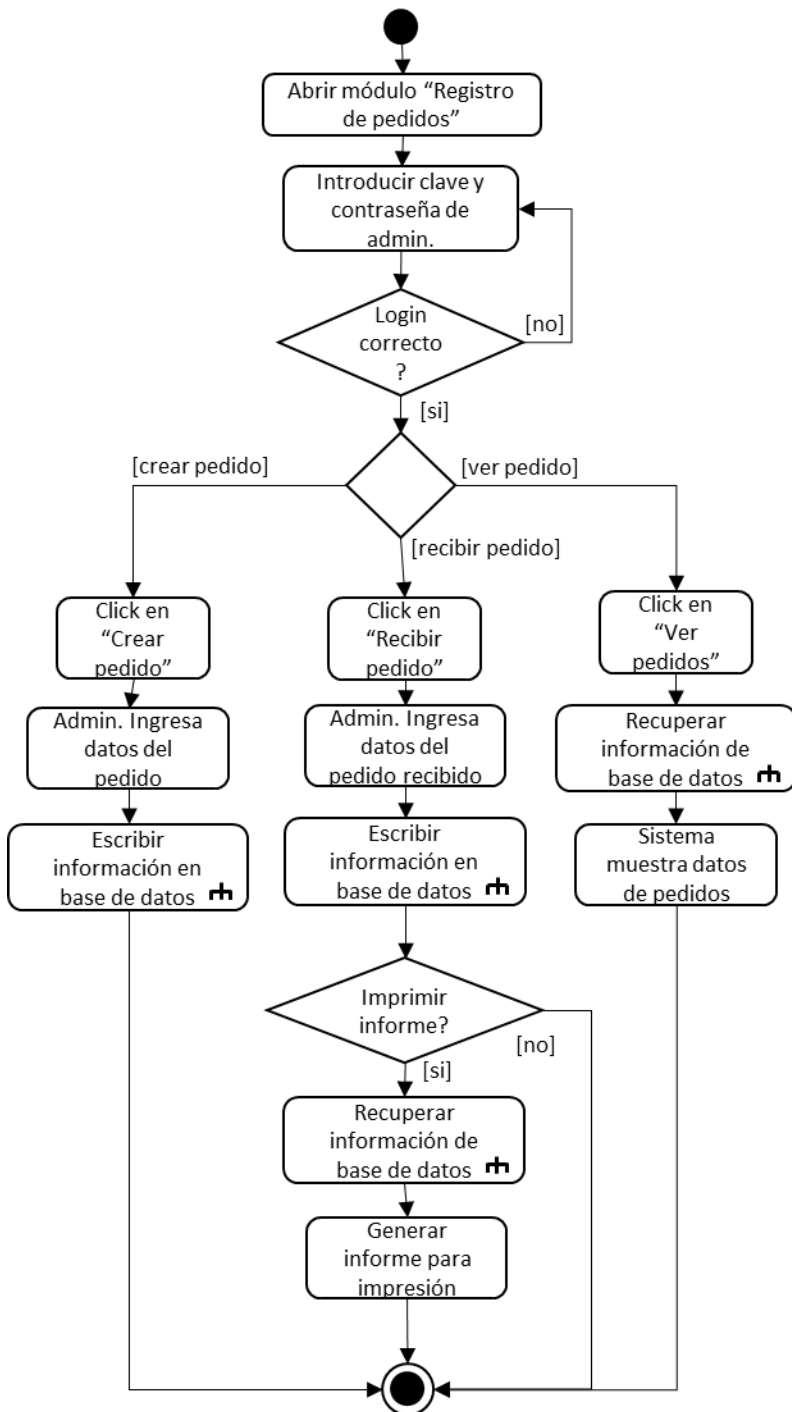 Abrir módulo “Registro
de pedidos”
Introducir clave y
contraseña de
admin.
Login
correcto
?
[no]
[si]
[crear pedido]
[ver pedido]
[recibir pedido]
Click en
“Crear
pedido”
Click en
“Recibir
pedido”
Click en
“Ver
pedidos”
Admin. Ingresa
datos del
pedido
Admin. Ingresa
datos del
pedido recibido
Recuperar
información de
base de datos
Escribir
información en
base de datos
Escribir
información en
base de datos
Sistema
muestra datos
de pedidos
Imprimir
informe?
[no]
[si]
Recuperar
información de
base de datos
Generar
informe para
impresión